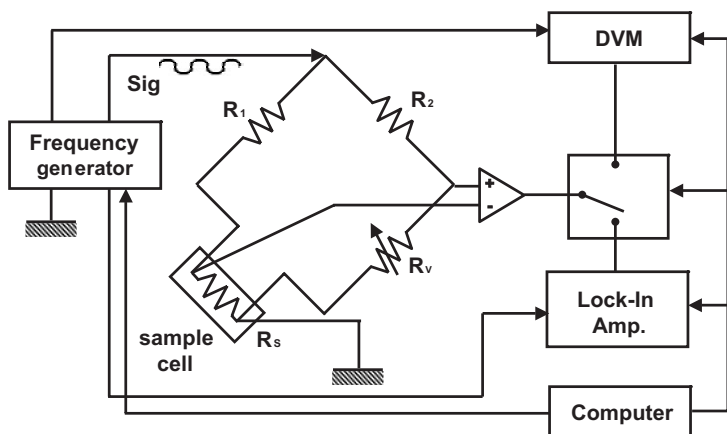 DVM
Sig
R1
R2
Frequency
generator
+
-
Rv
Lock-In
Amp.
sample
cell
Rs
Computer